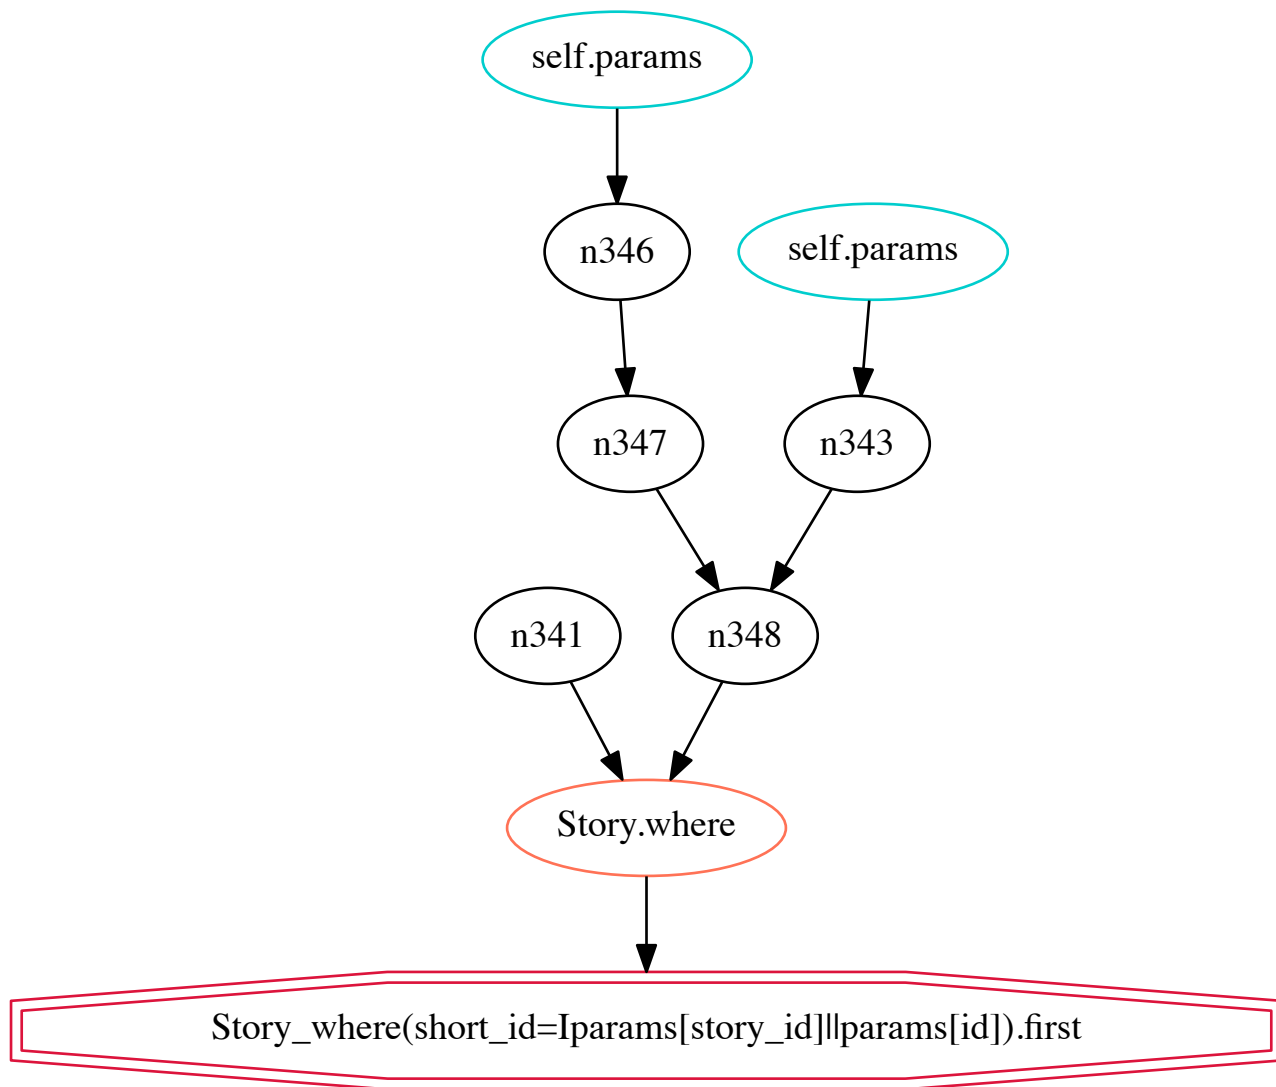 self.params
n346
self.params
n347
n343
n341
n348
Story.where
Story_where(short_id=Iparams[story_id]||params[id]).first